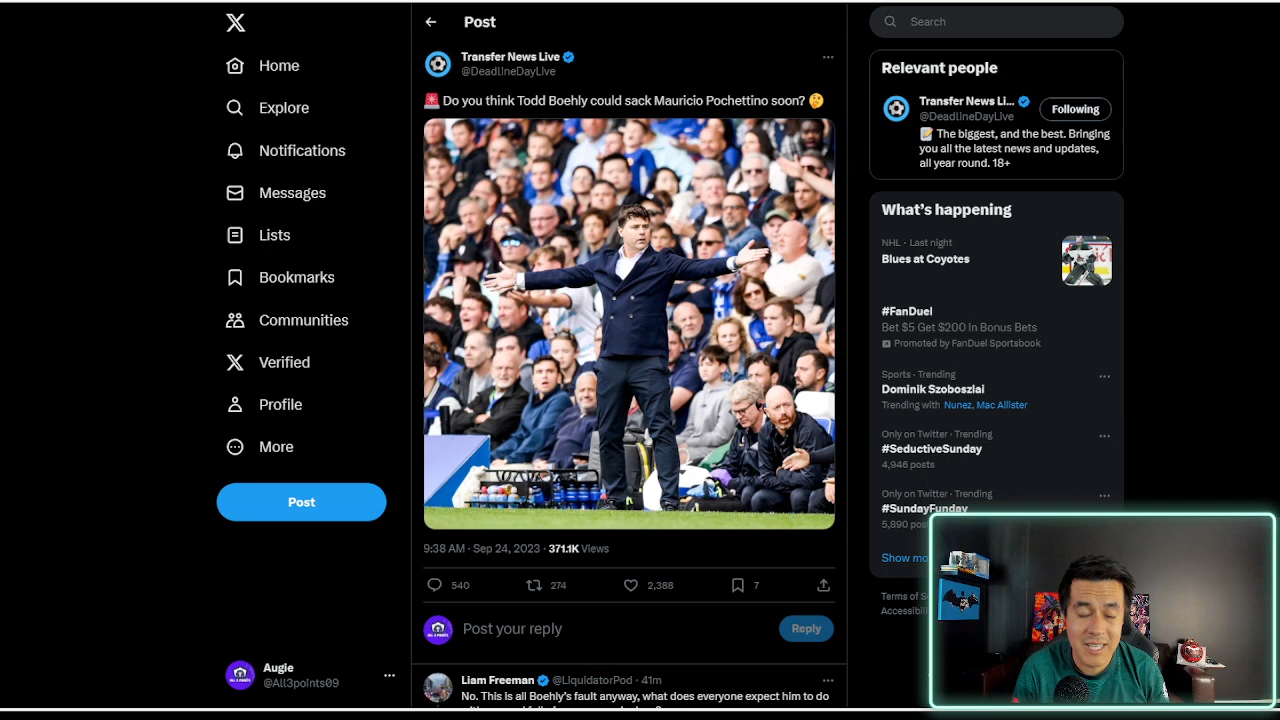 Home
Explore
Notifications
Messages
Lists
Bookmarks
Communities
Verified
Profile
More
Post
Augie
@All3points09
Post
Transfer News Live
@DeadlineDayLive
Do you think Todd Boehly could sack Mauricio Pochettino soon?
9:38 AM · Sep 24, 2023 · 371.1K Views
540
274
2,388
7
Post your reply
Reply
Liam Freeman @LiquidatorPod · 41m
No. This is all Boehly's fault anyway, what does everyone expect him to do
Search
Relevant people
Transfer News Li...
@DeadlineDayLive
Following
The biggest, and the best. Bringing
you all the latest news and updates,
all year round. 18+
What's happening
NHL · Last night
Blues at Coyotes
#FanDuel
Bet $5 Get $200 In Bonus Bets
Promoted by FanDuel Sportsbook
Sports · Trending
Dominik Szoboszlai
Trending with Nunez, Mac Allister
Only on Twitter · Trending
#SeductiveSunday
4,946 posts
Only on Twitter · Trending
#SundayFunday
5,890
Show
Terms of